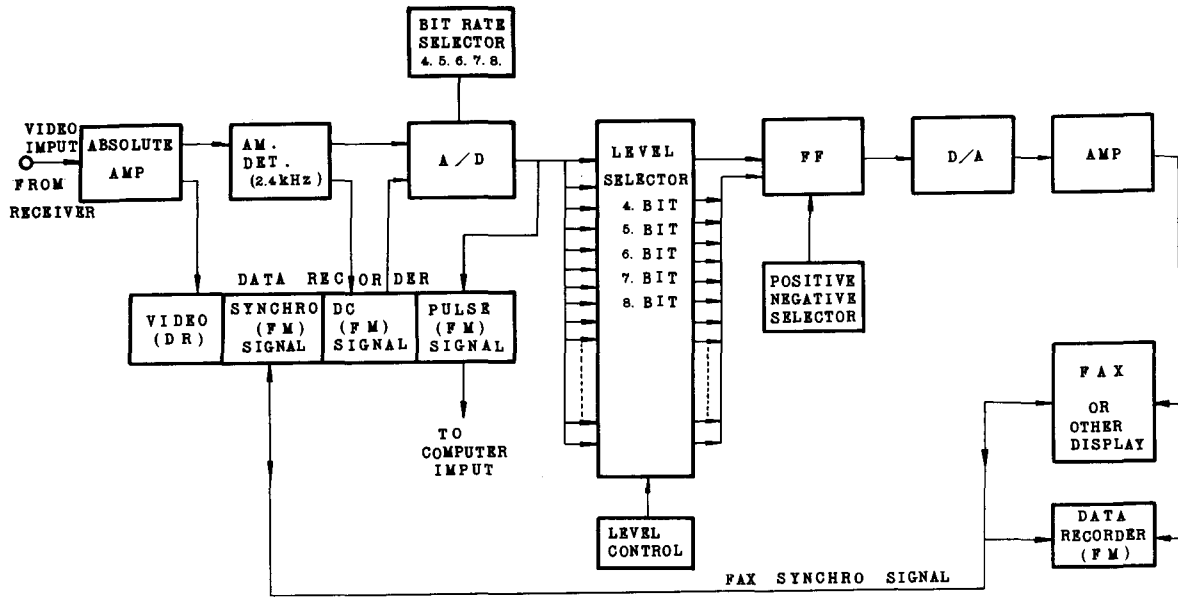 BIT RATE
SELECTOR
4. 5. 6. 7. 8.
VIDEO
IMPUT
FROM
RECEIVER
ABSOLUTE
AMP
AM.
DET.
(2.4kHz)
A/D
LEVEL
SELECTOR
4. BIT
5. BIT
6. BIT
7. BIT
8. BIT
FF
D/A
AMP
POSITIVE
NEGATIVE
SELECTOR
DATA RECORDER
VIDEO
(DR)
SYNCHRO
(FM)
SIGNAL
DC
(FM)
SIGNAL
PULSE
(FM)
SIGNAL
TO
COMPUTER
IMPUT
LEVEL
CONTROL
FAX
OR
OTHER
DISPLAY
DATA
RECORDER
(FM)
FAX SYNCHRO SIGNAL